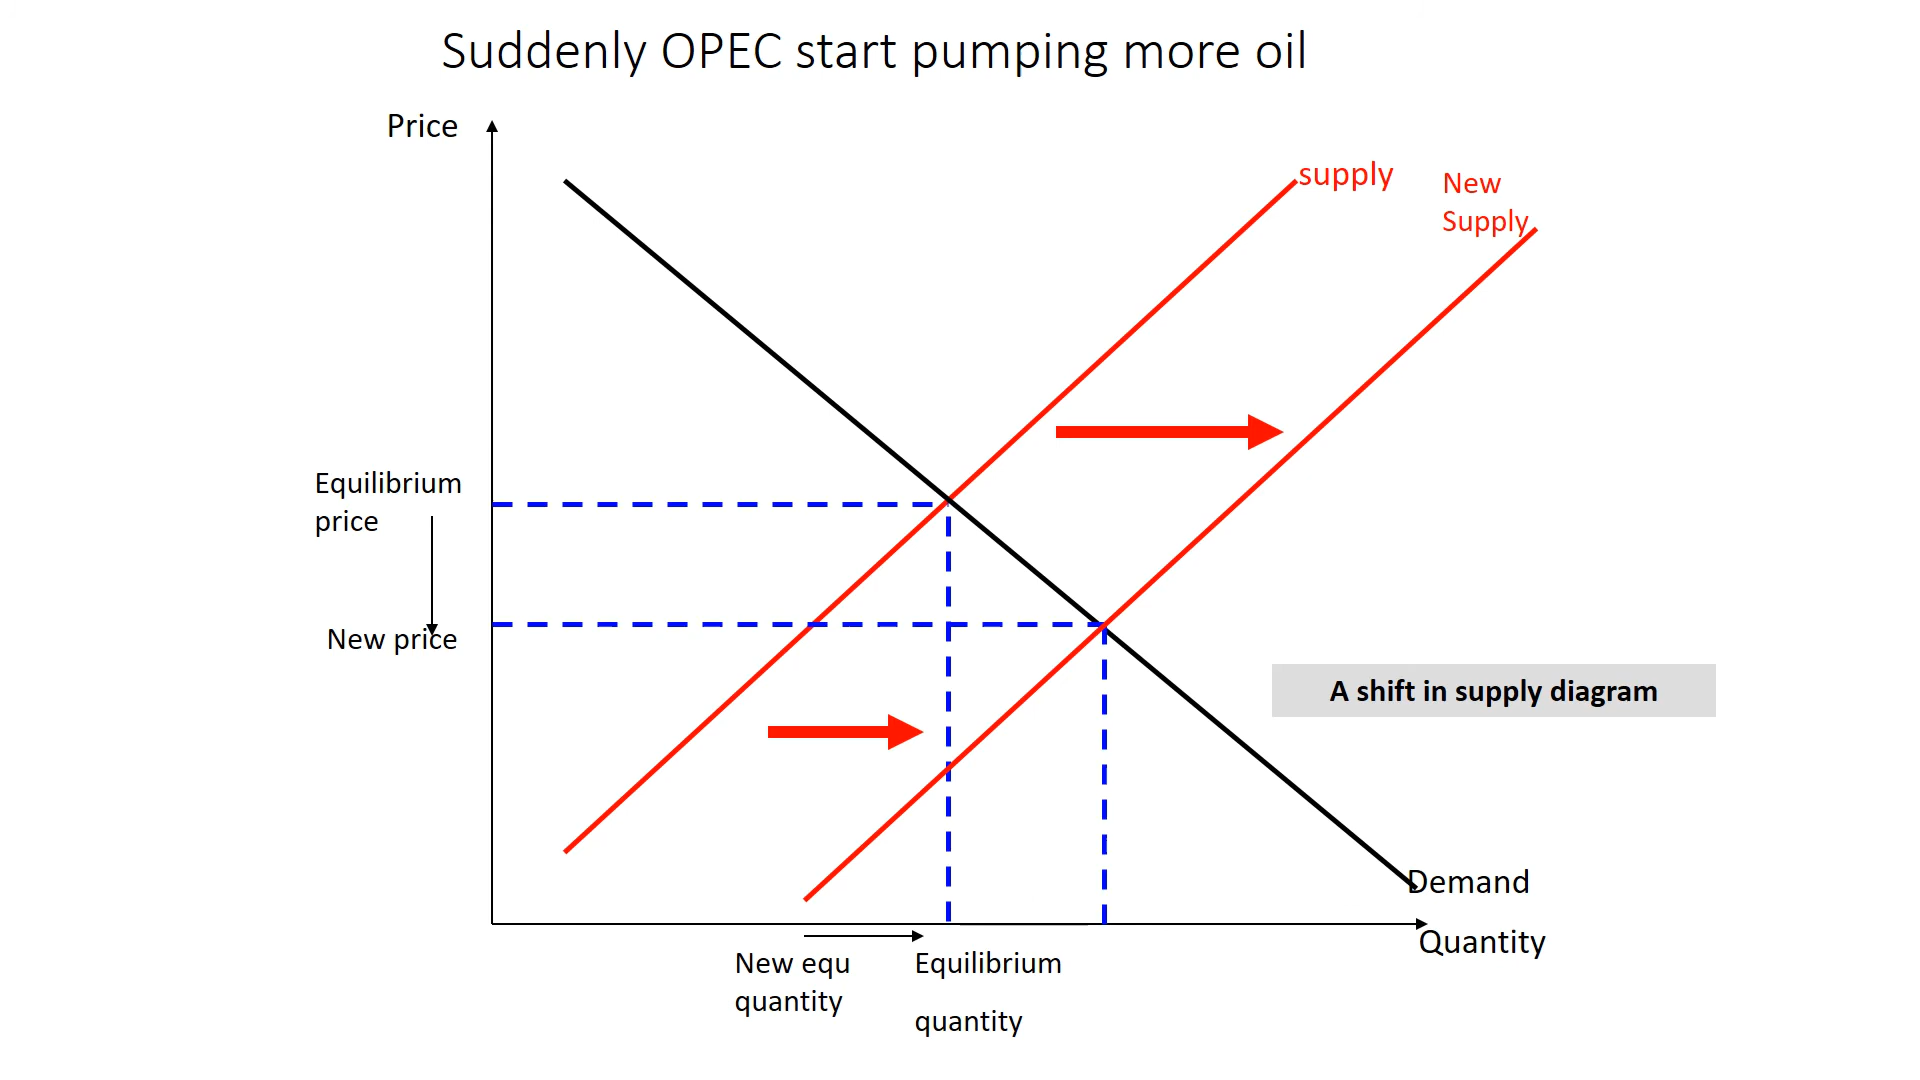 Suddenly OPEC start pumping more oil
Price
supply
New
Supply
Equilibrium
price
New price
A shift in supply diagram
Demand
Quantity
New equ
quantity
Equilibrium
quantity